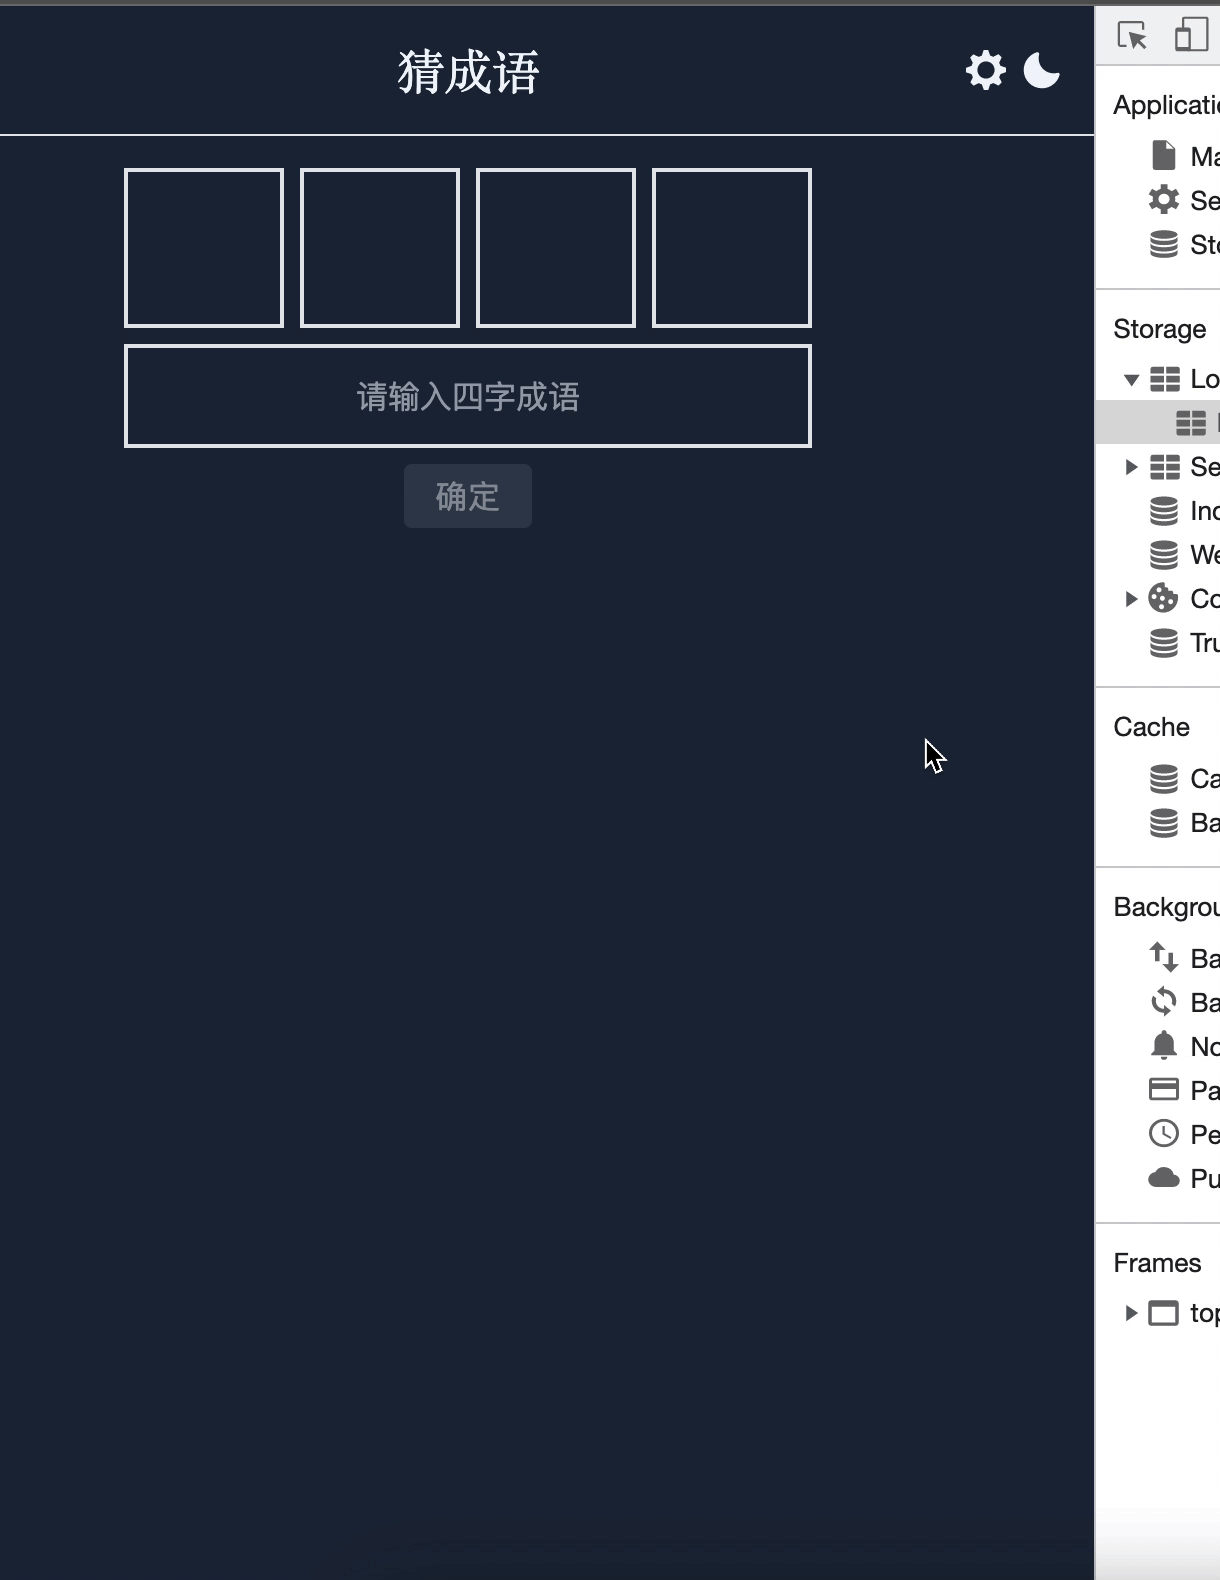 猜成语
请输入四字成语
确定
Applicati
Ma
Se
Sto
Storage
Lo
Se
Ind
We
Co
Tru
Cache
Ca
Ba
Backgrou
Ba
Ba
No
Pa
Pe
Pu
Frames
top